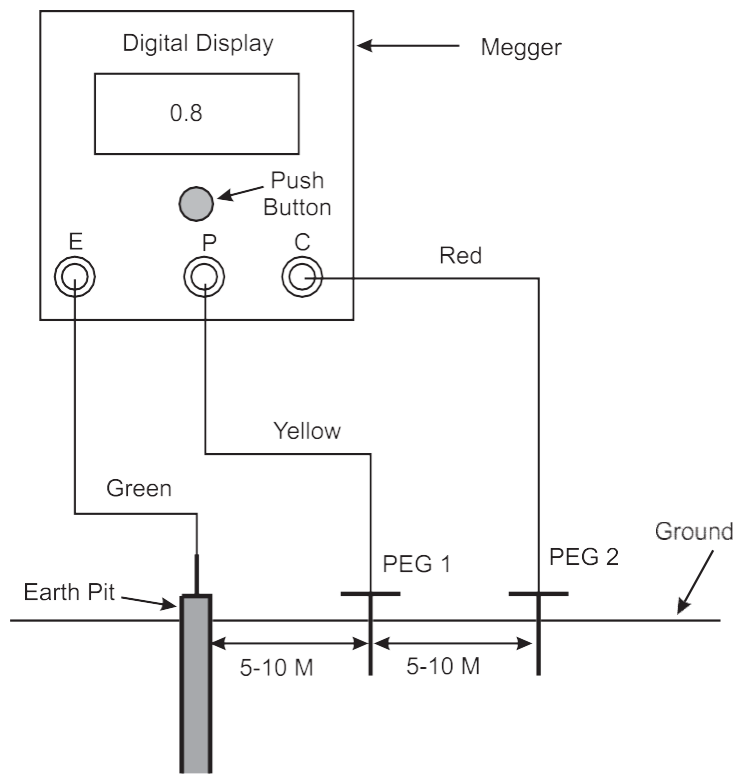 Digital Display
Megger
0.8
Push
Button
E
P
C
Red
Yellow
Green
Ground
PEG 1
PEG 2
Earth Pit
5-10 M
5-10 M